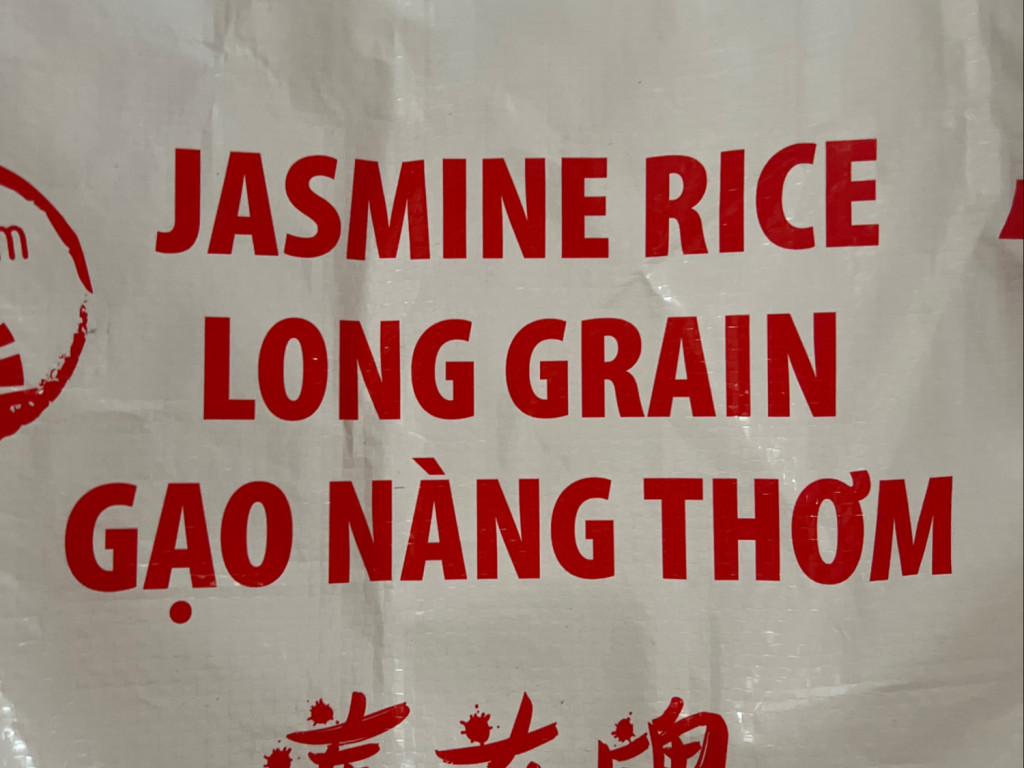 JASMINE RICE
LONG GRAIN
GẠO NÀNG THƠM